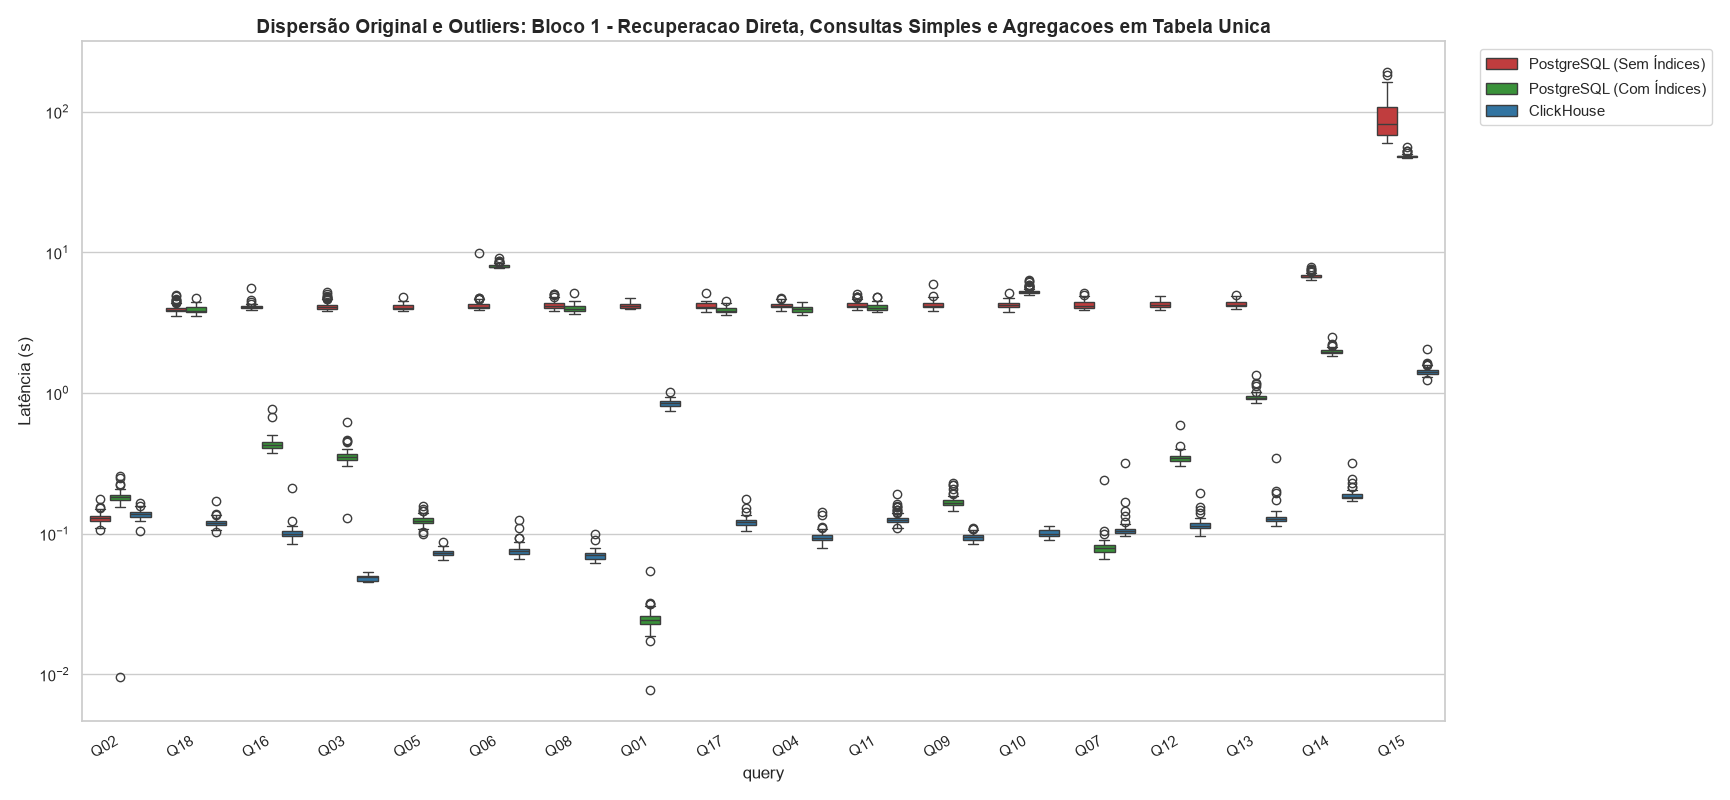 Dispersão Original e Outliers: Bloco 1 - Recuperacao Direta, Consultas Simples e Agregacoes em Tabela Unica
PostgreSQL (Sem Índices)
PostgreSQL (Com Índices)
ClickHouse
Latência (s)
10²
10¹
10⁰
10⁻¹
10⁻²
Q02 Q18 Q16 Q03 Q05 Q06 Q08 Q01 Q17 Q04 Q11 Q09 Q10 Q07 Q12 Q13 Q14 Q15
query